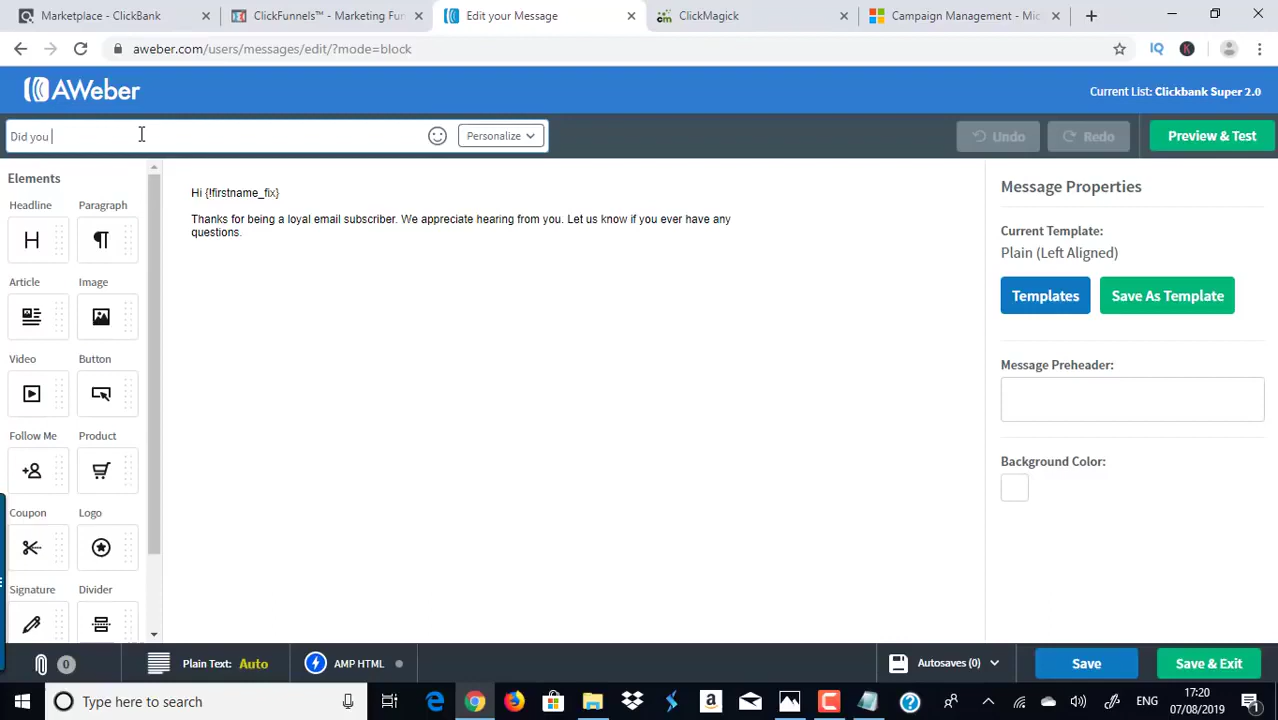 Marketplace - ClickBank
ClickFunnels™ - Marketing Fun
Edit your Message
ClickMagick
Campaign Management - Mic
aweber.com/users/messages/edit/?mode=block
IQ
K
AWeber
Current List: Clickbank Super 2.0
Did you
Personalize
Undo
Redo
Preview & Test
Elements
Headline
Paragraph
Article
Image
Video
Button
Follow Me
Product
Coupon
Logo
Signature
Divider
Hi {!firstname_fix}
Thanks for being a loyal email subscriber. We appreciate hearing from you. Let us know if you ever have any
questions.
Message Properties
Current Template:
Plain (Left Aligned)
Templates
Save As Template
Message Preheader:
Background Color:
0
Plain Text: Auto
AMP HTML
Autosaves (0)
Save
Save & Exit
Type here to search
ENG
17:20
07/08/2019